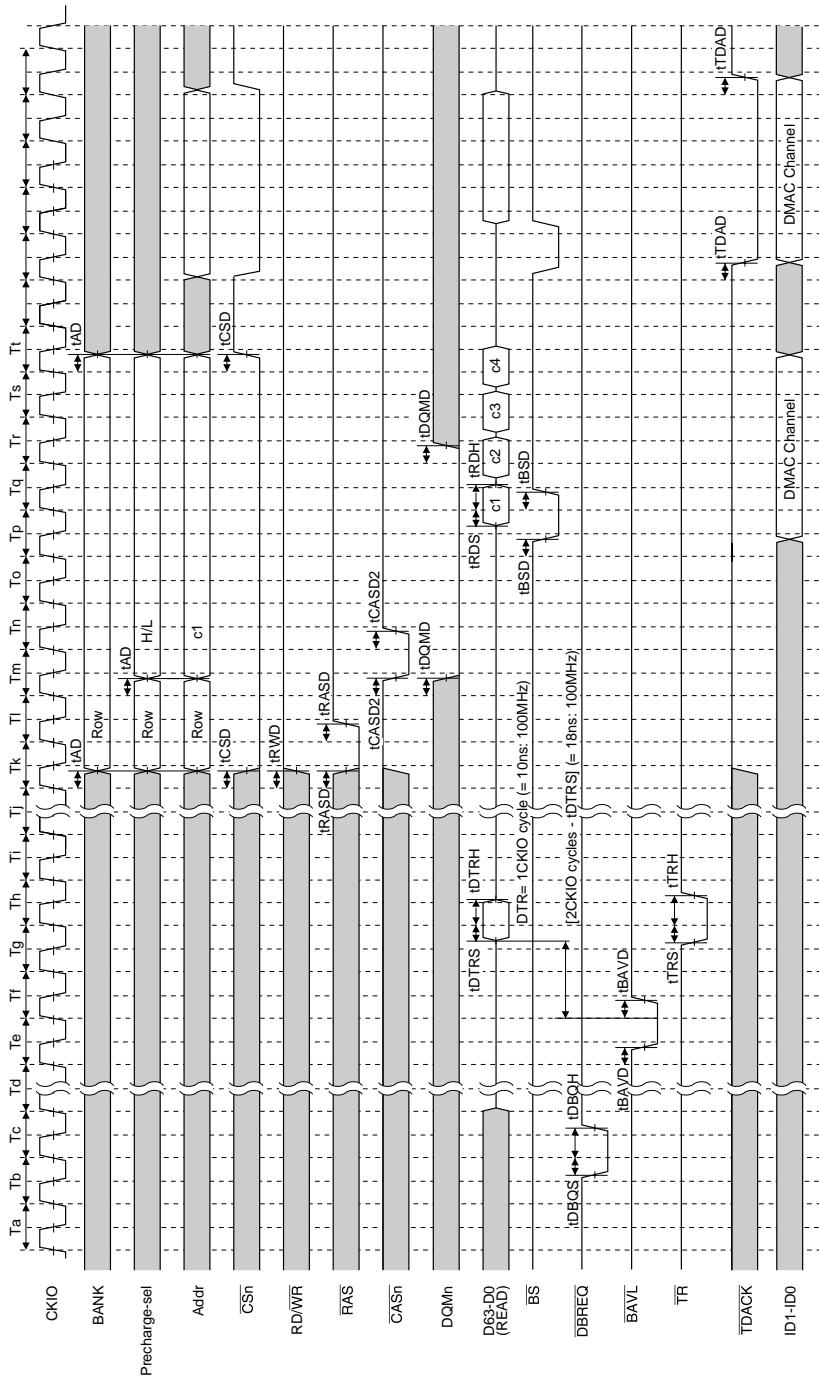 Ta Tb Tc Td Te Tf Tg Th Ti Tj Tk Tl Tm Tn To Tp Tq Tr Ts Tt
CKIO
tAD tAD
BANK Row
tAD
Precharge-sel Row H/L
Addr Row c1
tCSD tCSD
CSn
tRWD
RD/WR
tRASD tRASD
RAS
CASn
tCASD2 tCASD2
tDQMD tDQMD
DQMn
tRDS tRDH
D63-D0
(READ) c1 c2 c3 c4
tDTRS tDTRH
DTR= 1CKIO cycle (= 10ns: 100MHz)
tBSD tBSD
BS
[2CKIO cycles - tDTRS] (= 18ns: 100MHz)
tDBQS tDBQH
DBREQ
tBAVD tBAVD
BAVL
tTRS tTRH
TR
tTDAD tTDAD
TDACK
ID1-ID0 DMAC Channel DMAC Channel